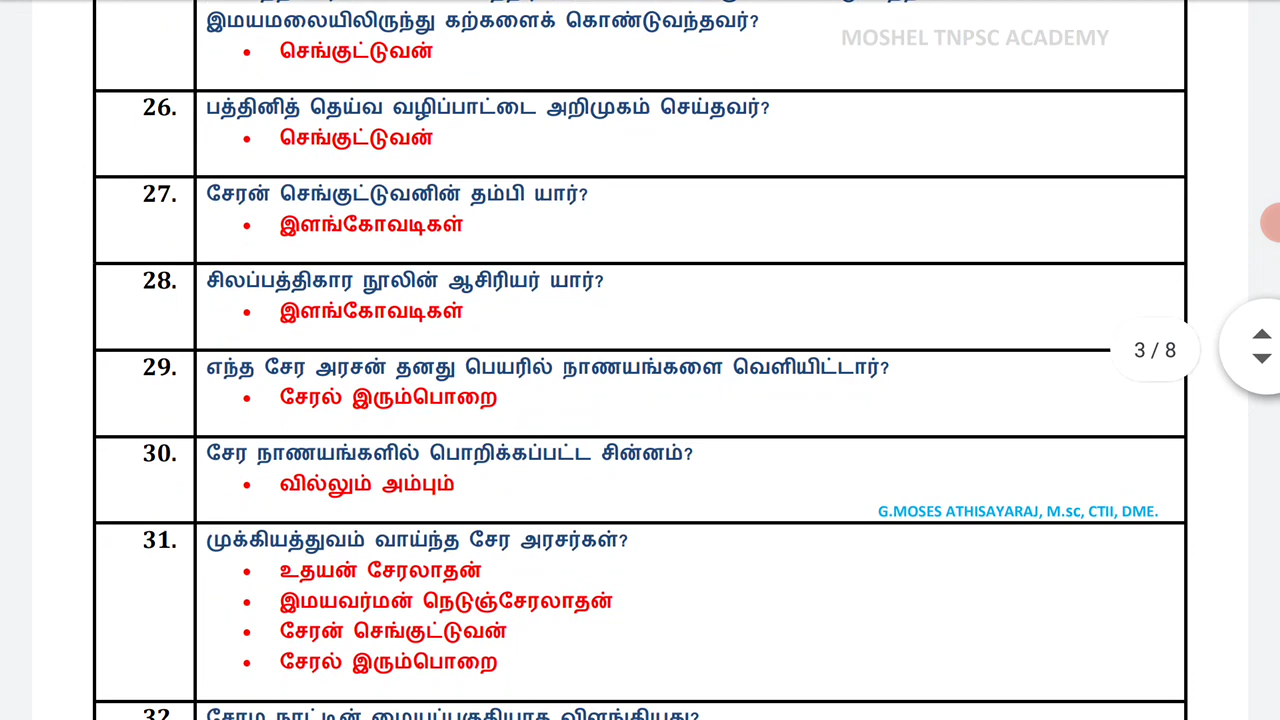 இமயமலையிலிருந்து கற்களைக் கொண்டுவந்தவர்?
MOSHEL TNPSC ACADEMY
• செங்குட்டுவன்
26. பத்தினித் தெய்வ வழிப்பாட்டை அறிமுகம் செய்தவர்?
• செங்குட்டுவன்
27. சேரன் செங்குட்டுவனின் தம்பி யார்?
• இளங்கோவடிகள்
28. சிலப்பத்திகார நூலின் ஆசிரியர் யார்?
• இளங்கோவடிகள்
3 / 8
29. எந்த சேர அரசன் தனது பெயரில் நாணயங்களை வெளியிட்டார்?
• சேரல் இரும்பொறை
30. சேர நாணயங்களில் பொறிக்கப்பட்ட சின்னம்?
• வில்லும் அம்பும்
G.MOSES ATHISAYARAJ, M.sc, CTII, DME.
31. முக்கியத்துவம் வாய்ந்த சேர அரசர்கள்?
• உதயன் சேரலாதன்
• இமயவர்மன் நெடுஞ்சேரலாதன்
• சேரன் செங்குட்டுவன்
• சேரல் இரும்பொறை
32.